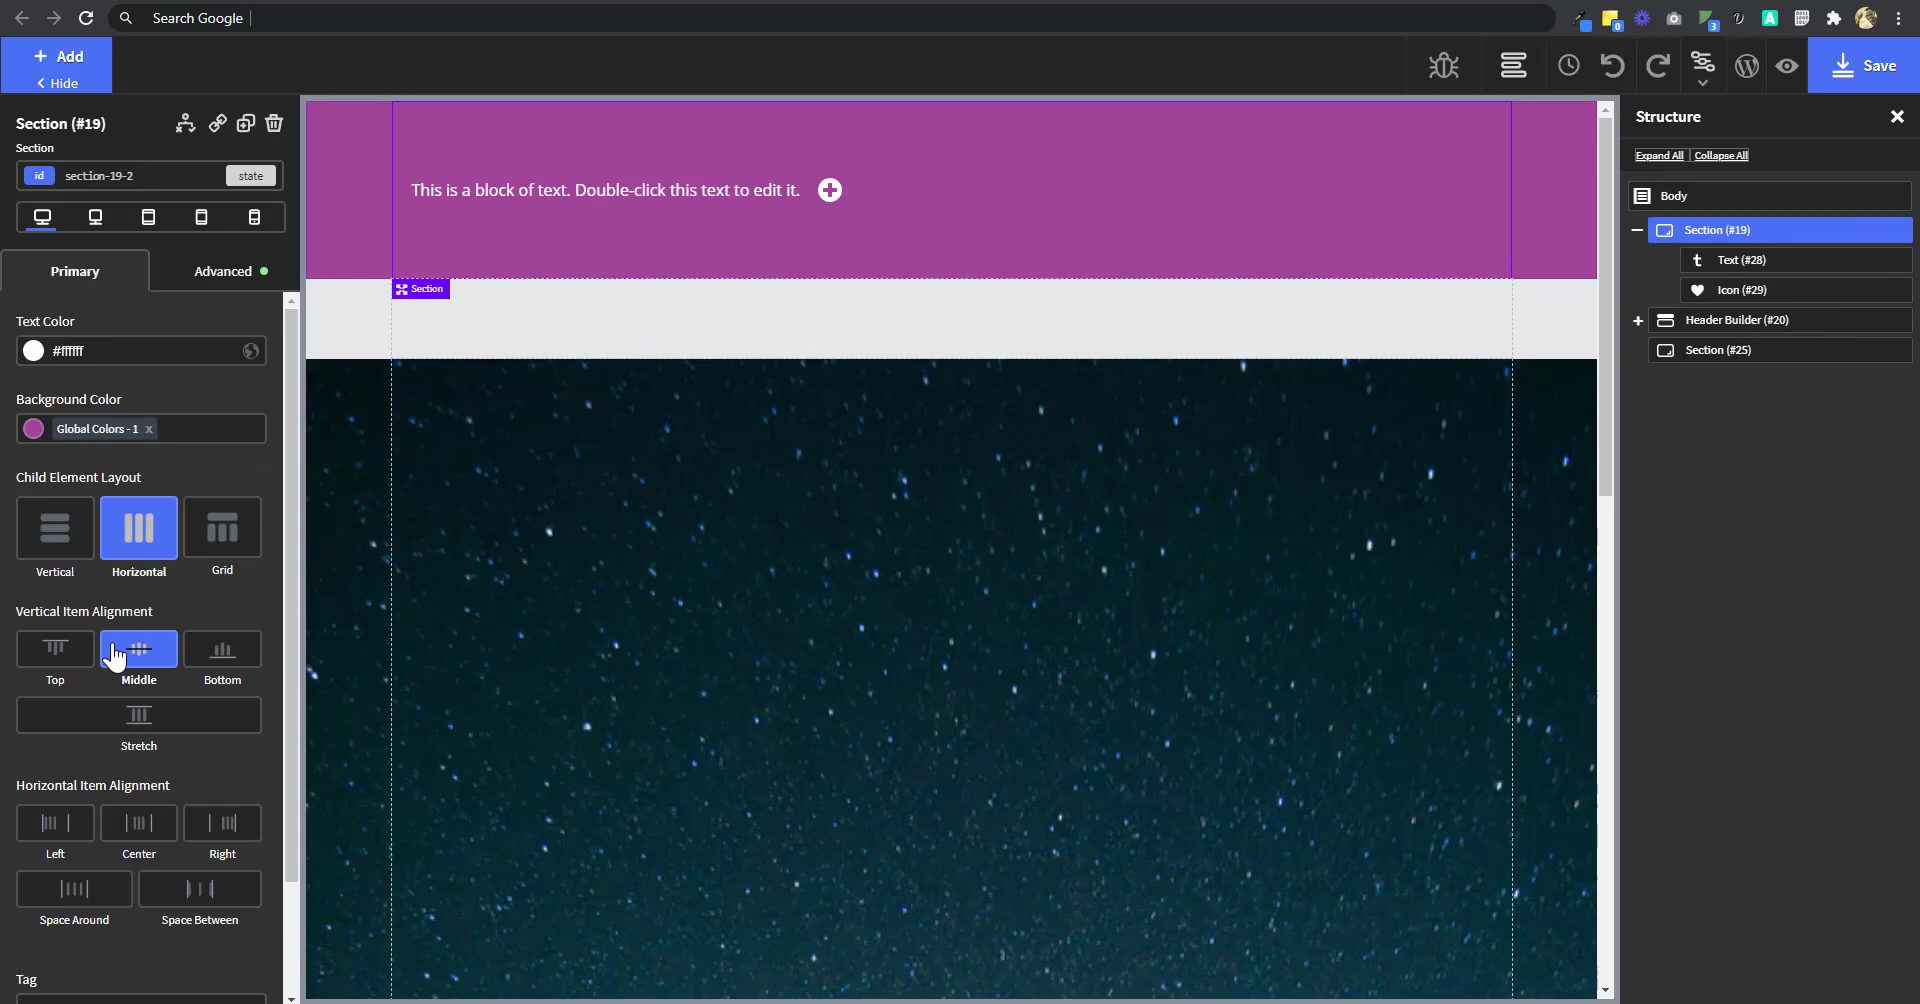 Search Google
0
3
A
+ Add
< Hide
Save
Section (#19)
Section
id section-19-2 state
Primary Advanced
Text Color
#ffffff
Background Color
Global Colors - 1 x
Child Element Layout
Vertical Horizontal Grid
Vertical Item Alignment
Top Middle Bottom
Stretch
Horizontal Item Alignment
Left Center Right
Space Around Space Between
Tag
This is a block of text. Double-click this text to edit it.
Section
Structure
Expand All Collapse All
Body
Section (#19)
t Text (#28)
Icon (#29)
+ Header Builder (#20)
Section (#25)